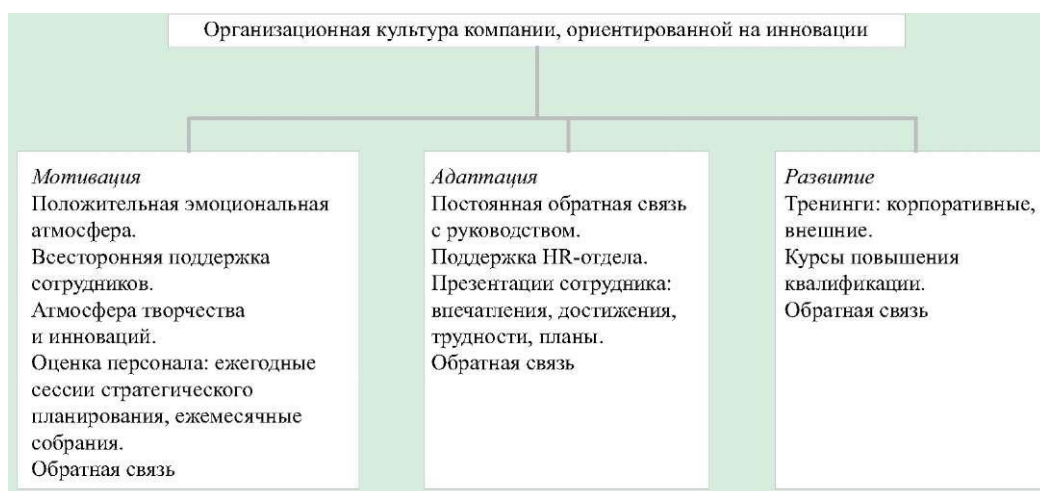 Организационная культура компании, ориентированной на инновации
Мотивация
Положительная эмоциональная
атмосфера.
Всесторонняя поддержка
сотрудников.
Атмосфера творчества
и инноваций.
Оценка персонала: ежегодные
сессии стратегического
планирования, ежемесячные
собрания.
Обратная связь
Адаптация
Постоянная обратная связь
с руководством.
Поддержка HR-отдела.
Презентации сотрудника:
впечатления, достижения,
трудности, планы.
Обратная связь
Развитие
Тренинги: корпоративные,
внешние.
Курсы повышения
квалификации.
Обратная связь